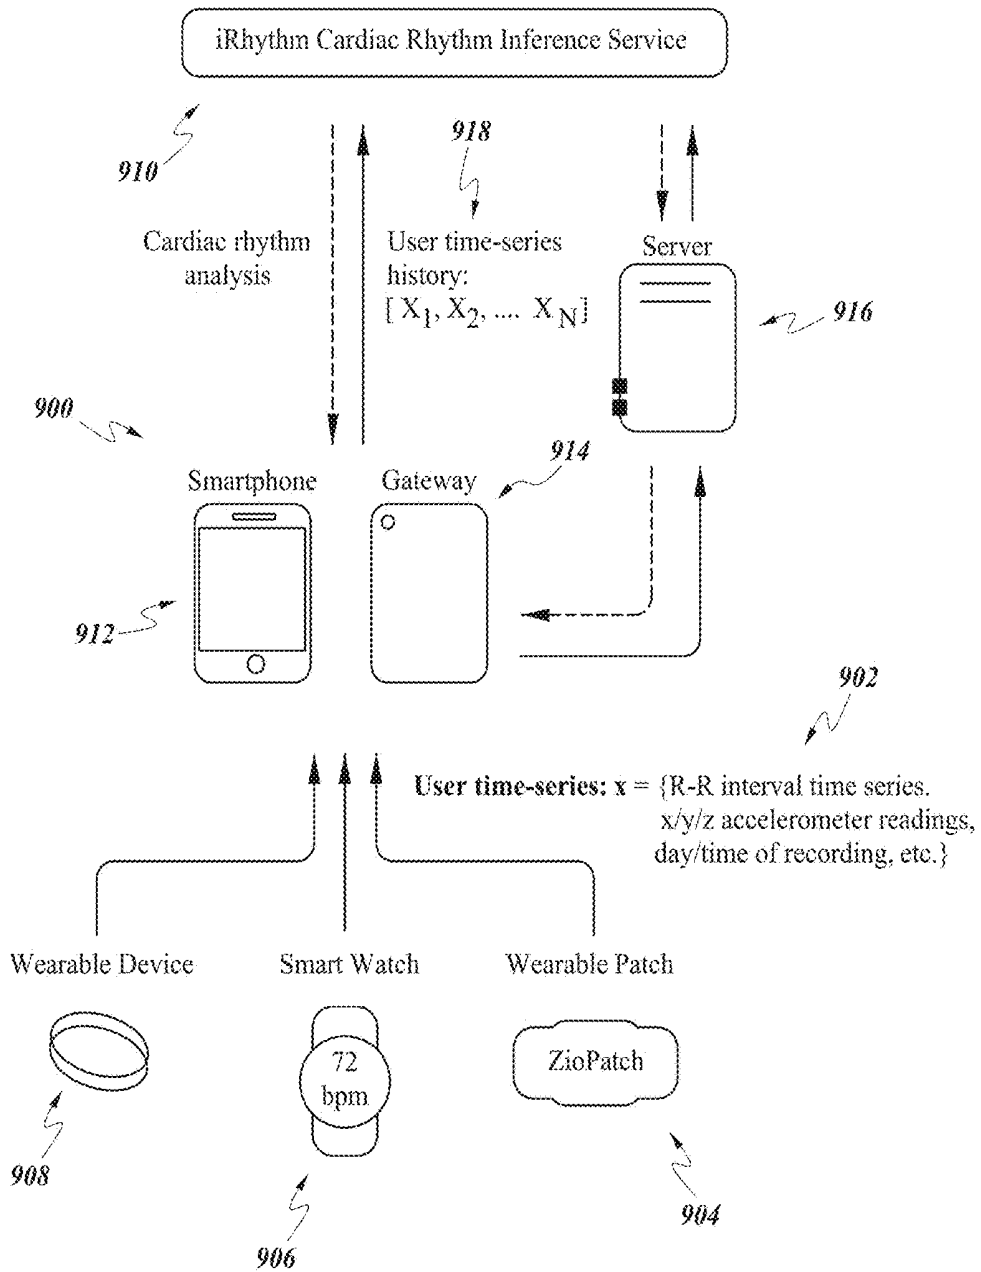 iRhythm Cardiac Rhythm Inference Service
910
918
Cardiac rhythm
analysis
User time-series
history:
[ X1, X2, .... XN]
Server
916
900
914
Smartphone
Gateway
912
902
User time-series: x = {R-R interval time series.
x/y/z accelerometer readings,
day/time of recording, etc.}
Wearable Device
Smart Watch
Wearable Patch
72
bpm
ZioPatch
908
906
904